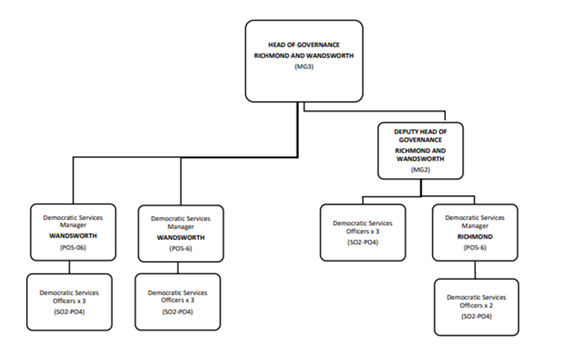 HEAD OF GOVERNANCE
RICHMOND AND WANDSWORTH
(MG3)
DEPUTY HEAD OF
GOVERNANCE
RICHMOND AND
WANDSWORTH
(MG2)
Democratic Services
Manager
WANDSWORTH
(PO5-06)
Democratic Services
Manager
WANDSWORTH
(PO5-6)
Democratic Services
Officers x 3
(SO2-PO4)
Democratic Services
Manager
RICHMOND
(PO5-6)
Democratic Services
Officers x 3
(SO2-PO4)
Democratic Services
Officers x 3
(SO2-PO4)
Democratic Services
Officers x 2
(SO2-PO4)